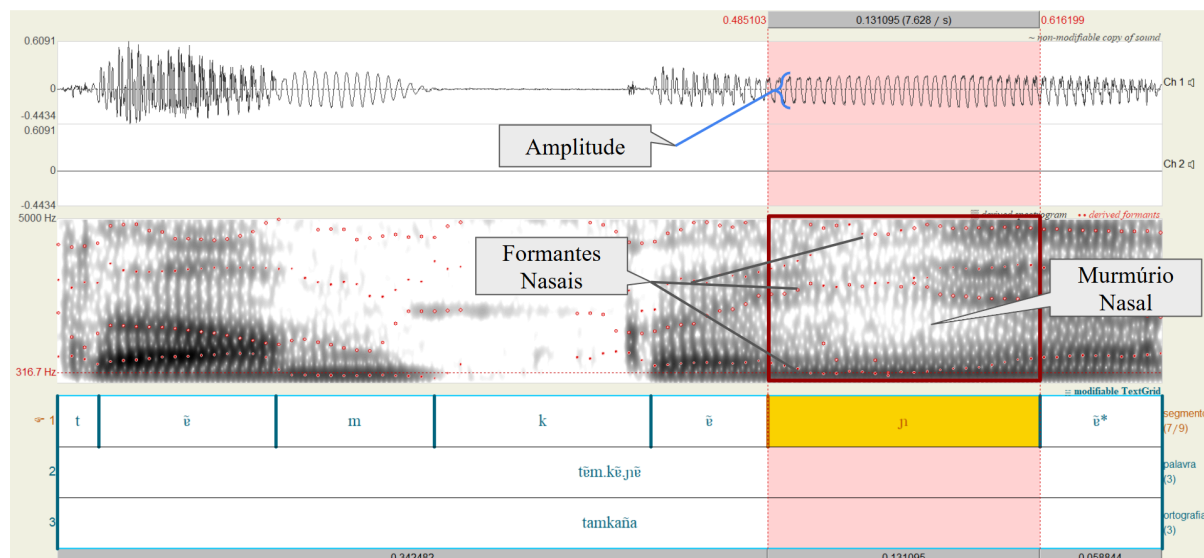 0.485103 0.131095 (7.628 / s) 0.616199
~ non-modifiable copy of sound
0.6091
0
-0.4434
Ch 1
Amplitude
0.6091
0
-0.4434
Ch 2
5000 Hz
derived spectrogram •• derived formants
Formantes
Nasais
Murmúrio
Nasal
316.7 Hz
modifiable TextGrid
1 t ɐ̃ m k ɐ̃ ɲ ɐ̃* segmento
(7/9)
2 tɐ̃m.kɐ̃.ɲɐ̃ palavra
(3)
3 tamkaña ortografia
(3)
0.342482 0.131095 0.058844